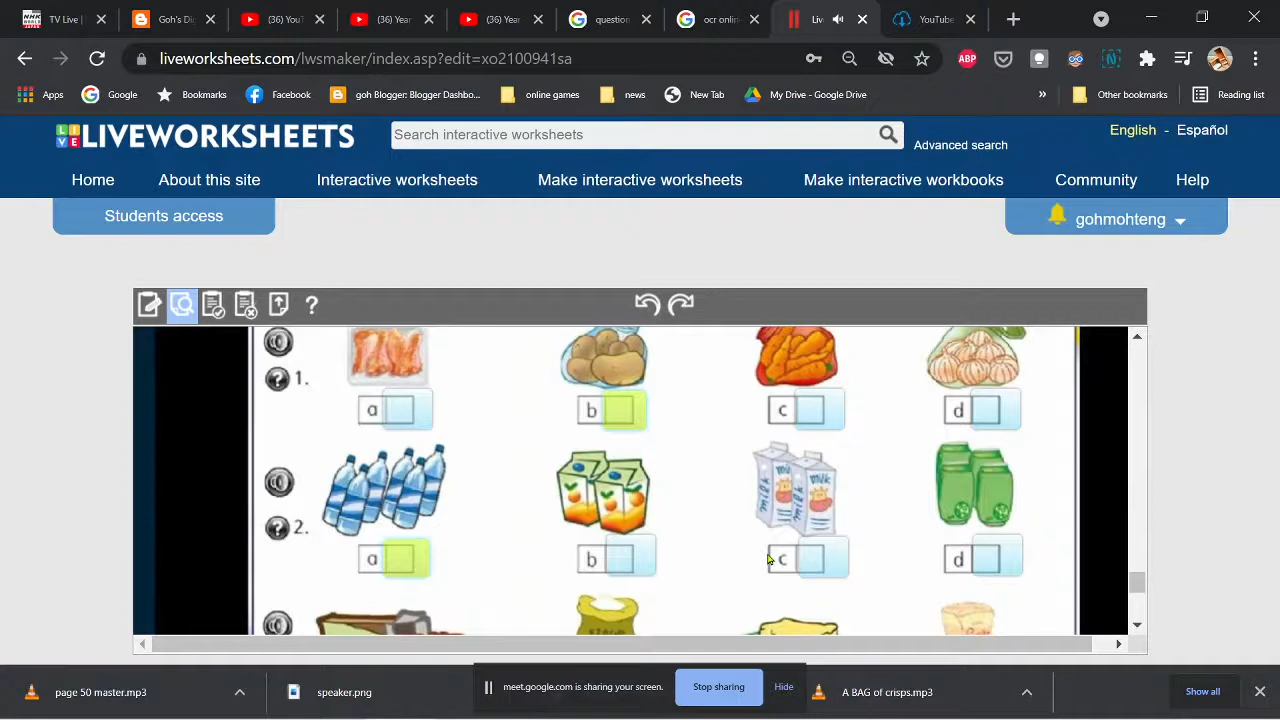 TV Live |
Goh's Di
(36) YouT
(36) Year
(36) Year
question
ocr onlin
Liv
YouTube
liveworksheets.com/lwsmaker/index.asp?edit=xo2100941sa
ABP
Apps
Google
Bookmarks
Facebook
goh Blogger: Blogger Dashbo...
online games
news
New Tab
My Drive - Google Drive
»
Other bookmarks
Reading list
LIVEWORKSHEETS
Search interactive worksheets
Advanced search
English - Español
Home
About this site
Interactive worksheets
Make interactive worksheets
Make interactive workbooks
Community
Help
Students access
gohmohteng
?
? 1.
a
b
c
d
milk
milk
? 2.
a
b
c
d
page 50 master.mp3
speaker.png
meet.google.com is sharing your screen.
Stop sharing
Hide
A BAG of crisps.mp3
Show all